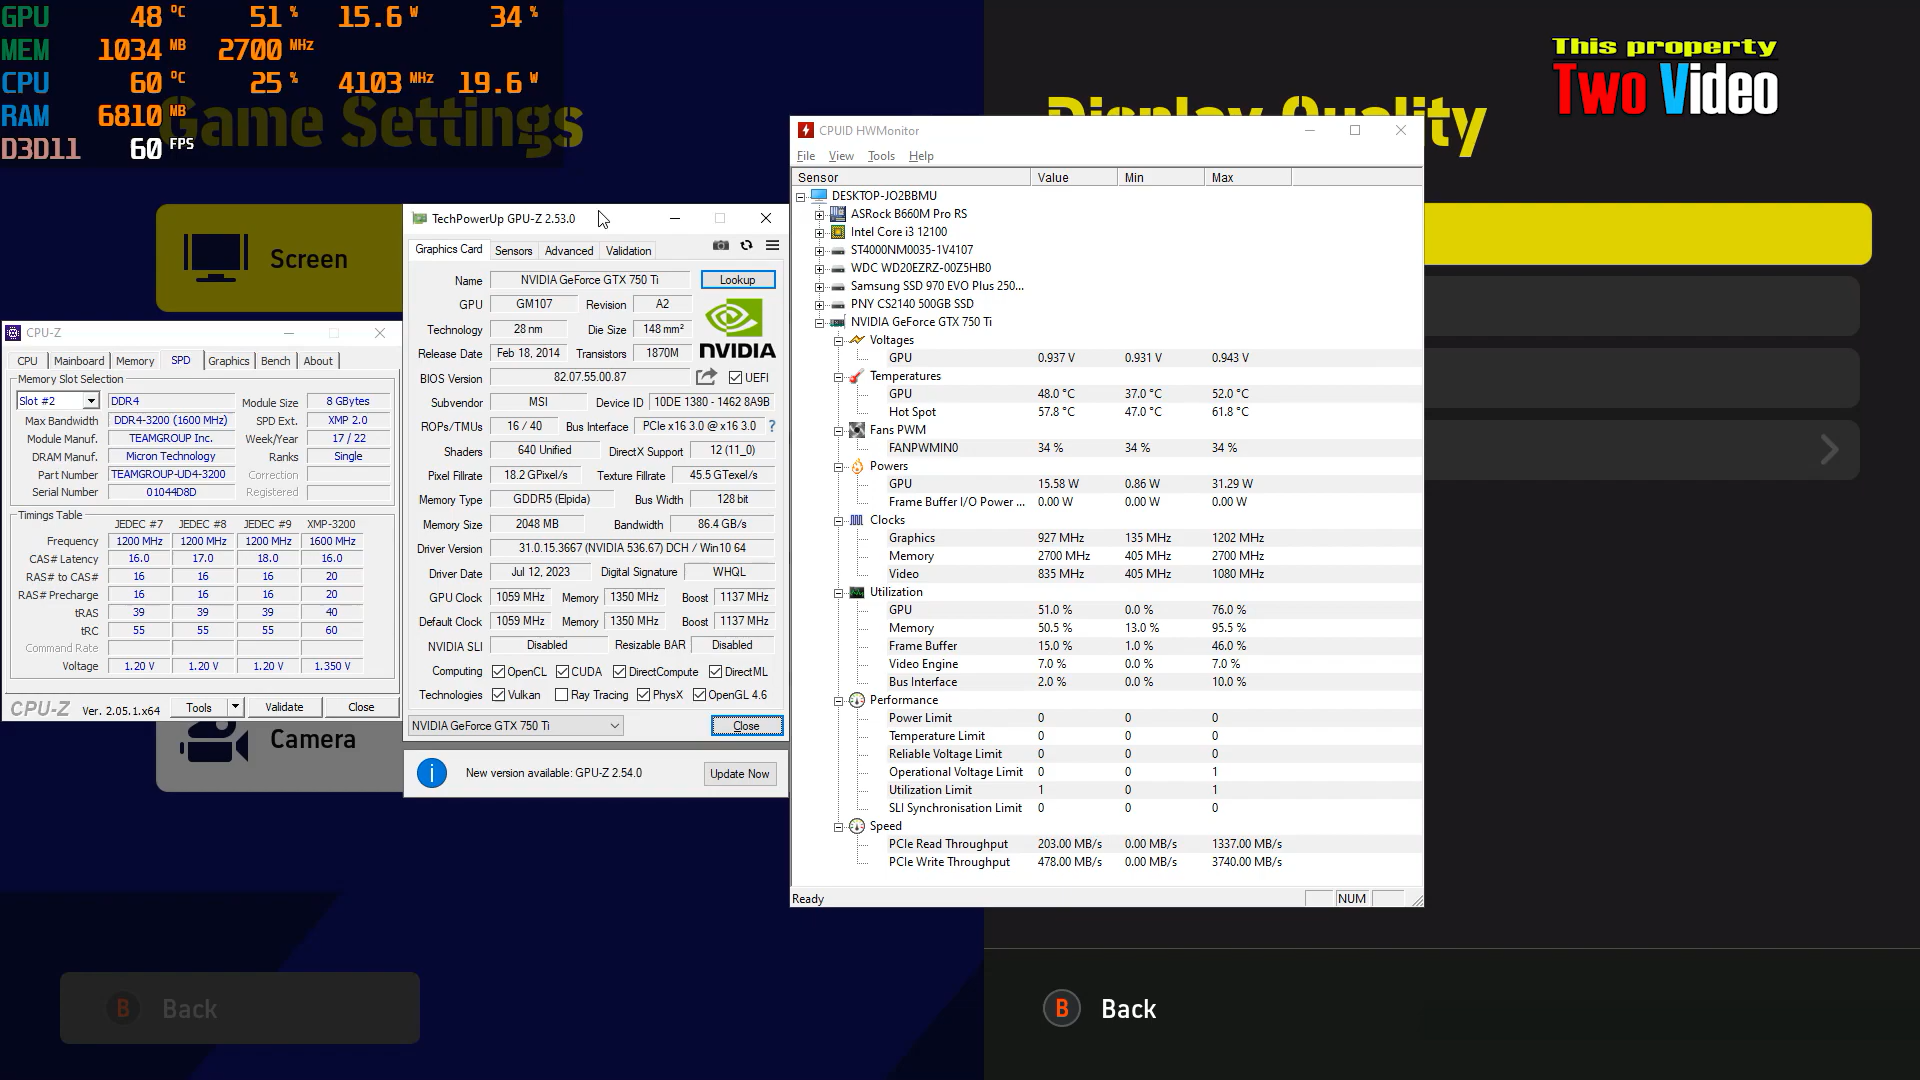 GPU 48 °C 51 % 15.6 W 34 %
MEM 1034 MB 2700 MHz
CPU 60 °C 25 % 4103 MHz 19.6 W
RAM 6810 MB
D3D11 60 FPS
Game Settings
Display Quality
This property
Two Video
Screen
Camera
B Back
B Back
CPU-Z
CPU Mainboard Memory SPD Graphics Bench About
Memory Slot Selection
Slot #2 DDR4 Module Size 8 GBytes
Max Bandwidth DDR4-3200 (1600 MHz) SPD Ext. XMP 2.0
Module Manuf. TEAMGROUP Inc. Week/Year 17 / 22
DRAM Manuf. Micron Technology Ranks Single
Part Number TEAMGROUP-UD4-3200 Correction
Serial Number 01044D8D Registered
Timings Table
JEDEC #7 JEDEC #8 JEDEC #9 XMP-3200
Frequency 1200 MHz 1200 MHz 1200 MHz 1600 MHz
CAS# Latency 16.0 17.0 18.0 16.0
RAS# to CAS# 16 16 16 20
RAS# Precharge 16 16 16 20
tRAS 39 39 39 40
tRC 55 55 55 60
Command Rate
Voltage 1.20 V 1.20 V 1.20 V 1.350 V
CPU-Z Ver. 2.05.1.x64 Tools Validate Close
TechPowerUp GPU-Z 2.53.0
Graphics Card Sensors Advanced Validation
Name NVIDIA GeForce GTX 750 Ti Lookup
GPU GM107 Revision A2
Technology 28 nm Die Size 148 mm²
Release Date Feb 18, 2014 Transistors 1870M
NVIDIA
BIOS Version 82.07.55.00.87 UEFI
Subvendor MSI Device ID 10DE 1380 - 1462 8A9B
ROPs/TMUs 16 / 40 Bus Interface PCIe x16 3.0 @ x16 3.0 ?
Shaders 640 Unified DirectX Support 12 (11_0)
Pixel Fillrate 18.2 GPixel/s Texture Fillrate 45.5 GTexel/s
Memory Type GDDR5 (Elpida) Bus Width 128 bit
Memory Size 2048 MB Bandwidth 86.4 GB/s
Driver Version 31.0.15.3667 (NVIDIA 536.67) DCH / Win10 64
Driver Date Jul 12, 2023 Digital Signature WHQL
GPU Clock 1059 MHz Memory 1350 MHz Boost 1137 MHz
Default Clock 1059 MHz Memory 1350 MHz Boost 1137 MHz
NVIDIA SLI Disabled Resizable BAR Disabled
Computing OpenCL CUDA DirectCompute DirectML
Technologies Vulkan Ray Tracing PhysX OpenGL 4.6
NVIDIA GeForce GTX 750 Ti Close
New version available: GPU-Z 2.54.0 Update Now
CPUID HWMonitor
File View Tools Help
Sensor Value Min Max
DESKTOP-JO2BBMU
ASRock B660M Pro RS
Intel Core i3 12100
ST4000NM0035-1V4107
WDC WD20EZRZ-00Z5HB0
Samsung SSD 970 EVO Plus 250...
PNY CS2140 500GB SSD
NVIDIA GeForce GTX 750 Ti
Voltages
GPU 0.937 V 0.931 V 0.943 V
Temperatures
GPU 48.0 °C 37.0 °C 52.0 °C
Hot Spot 57.8 °C 47.0 °C 61.8 °C
Fans PWM
FANPWMIN0 34 % 34 % 34 %
Powers
GPU 15.58 W 0.86 W 31.29 W
Frame Buffer I/O Power ... 0.00 W 0.00 W 0.00 W
Clocks
Graphics 927 MHz 135 MHz 1202 MHz
Memory 2700 MHz 405 MHz 2700 MHz
Video 835 MHz 405 MHz 1080 MHz
Utilization
GPU 51.0 % 0.0 % 76.0 %
Memory 50.5 % 13.0 % 95.5 %
Frame Buffer 15.0 % 1.0 % 46.0 %
Video Engine 7.0 % 0.0 % 7.0 %
Bus Interface 2.0 % 0.0 % 10.0 %
Performance
Power Limit 0 0 0
Temperature Limit 0 0 0
Reliable Voltage Limit 0 0 0
Operational Voltage Limit 0 0 1
Utilization Limit 1 0 1
SLI Synchronisation Limit 0 0 0
Speed
PCIe Read Throughput 203.00 MB/s 0.00 MB/s 1337.00 MB/s
PCIe Write Throughput 478.00 MB/s 0.00 MB/s 3740.00 MB/s
Ready NUM